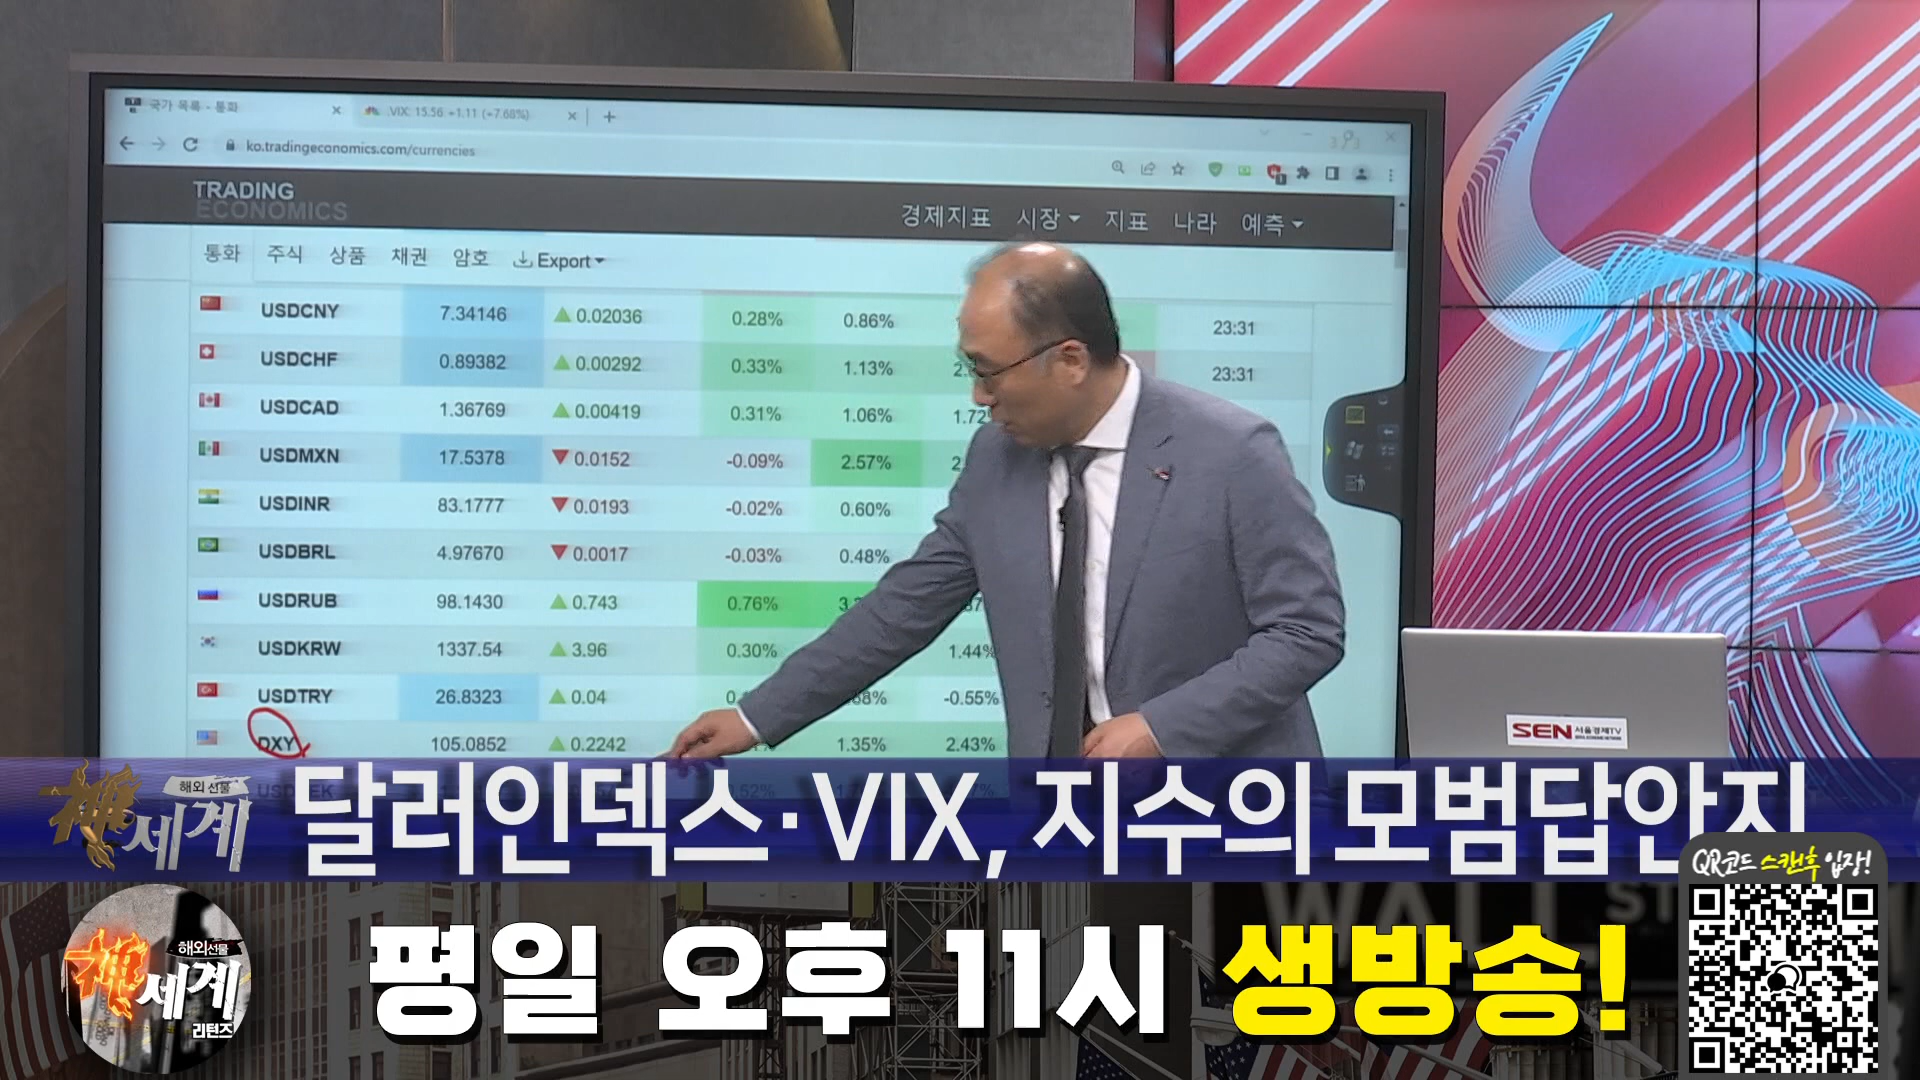 국가 목록 - 통화
.VIX: 15.56 +1.11 (+7.68%)
ko.tradingeconomics.com/currencies
TRADING
ECONOMICS
경제지표 시장 지표 나라 예측
통화 주식 상품 채권 암호 Export
USDCNY 7.34146 0.02036 0.28% 0.86% 23:31
USDCHF 0.89382 0.00292 0.33% 1.13% 23:31
USDCAD 1.36769 0.00419 0.31% 1.06%
USDMXN 17.5378 0.0152 -0.09% 2.57%
USDINR 83.1777 0.0193 -0.02% 0.60%
USDBRL 4.97670 0.0017 -0.03% 0.48%
USDRUB 98.1430 0.743 0.76%
USDKRW 1337.54 3.96 0.30% 1.44%
USDTRY 26.8323 0.04 -0.55%
DXY 105.0852 0.2242 1.35% 2.43%
SEN 서울경제TV
해외선물
神세계
달러인덱스·VIX, 지수의 모범답안지
QR코드 스캔후 입장!
해외선물
神세계
리턴즈
평일 오후 11시 생방송!
WALL ST